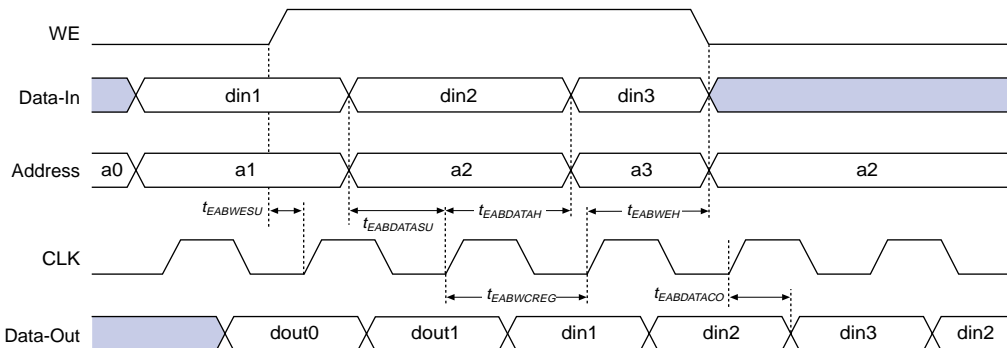 WE
Data-In din1 din2 din3
Address a0 a1 a2 a3 a2
tEABWESU tEABDATASU tEABDATAH tEABWEH
CLK
tEABWCREG tEABDATACO
Data-Out dout0 dout1 din1 din2 din3 din2